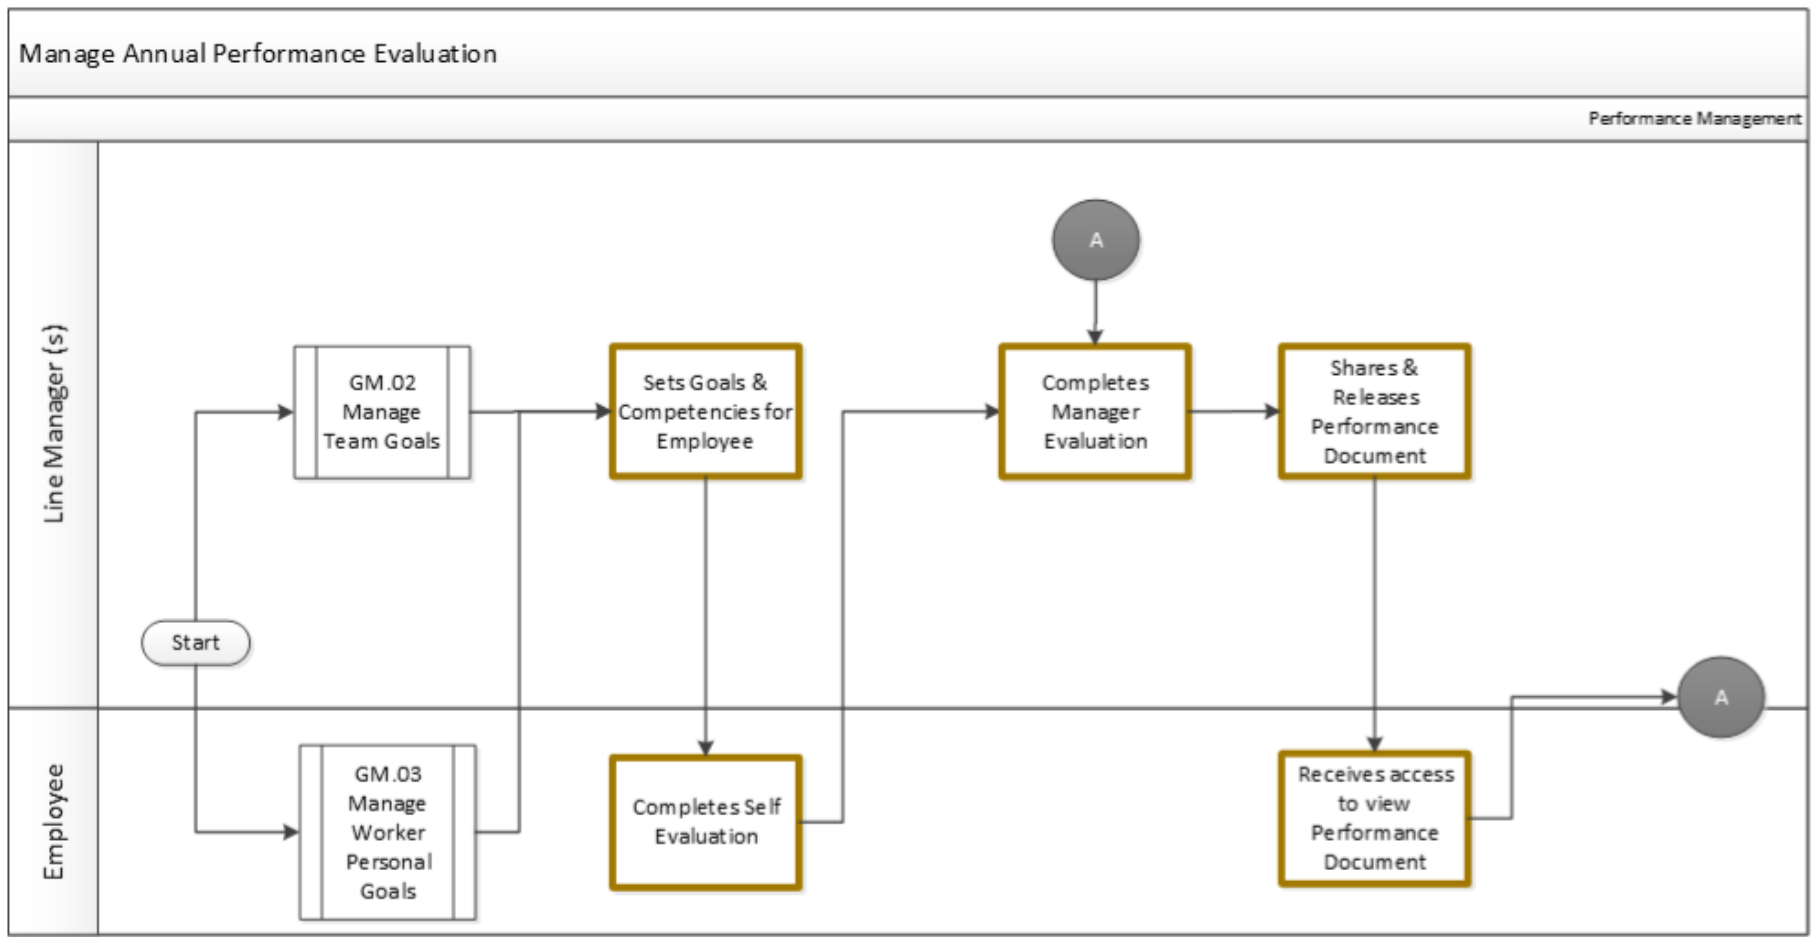 Manage Annual Performance Evaluation
Performance Management
Line Manager (s)
A
GM.02
Manage
Team Goals
Sets Goals &
Competencies for
Employee
Completes
Manager
Evaluation
Shares &
Releases
Performance
Document
Start
A
Employee
GM.03
Manage
Worker
Personal
Goals
Completes Self
Evaluation
Receives access
to view
Performance
Document